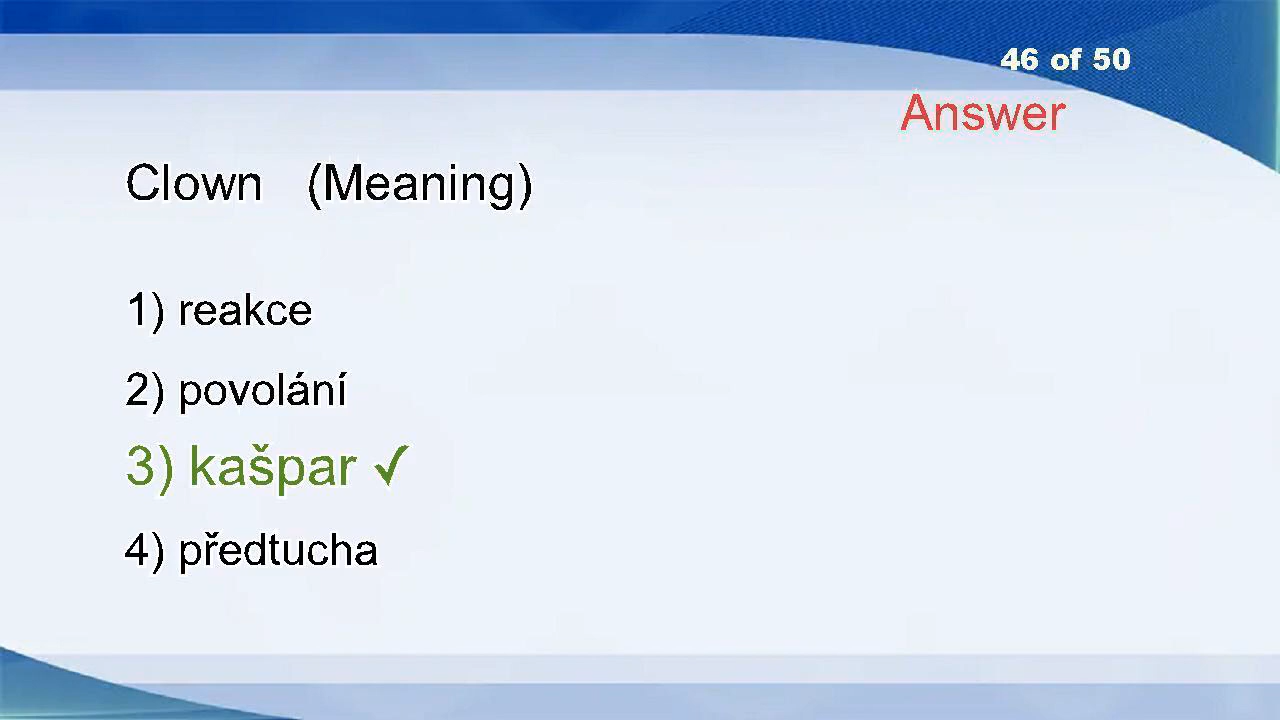 46 of 50
Answer
Clown (Meaning)
1) reakce
2) povolání
3) kašpar ✓
4) předtucha